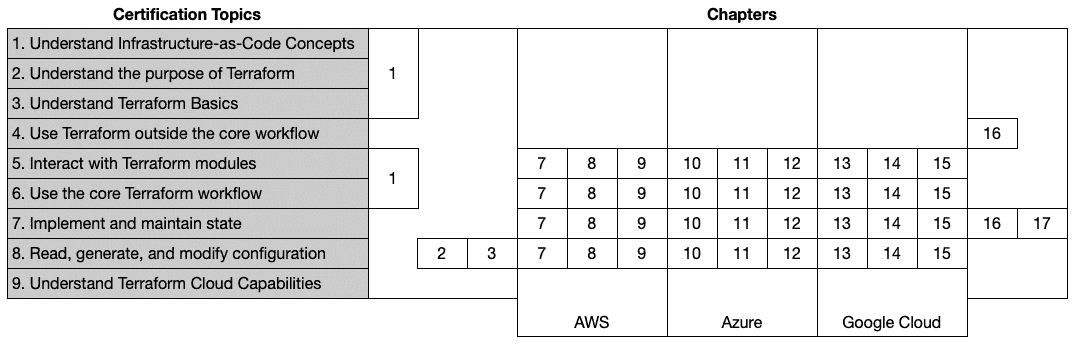 Certification Topics Chapters
1. Understand Infrastructure-as-Code Concepts
2. Understand the purpose of Terraform 1
3. Understand Terraform Basics
4. Use Terraform outside the core workflow 16
5. Interact with Terraform modules 7 8 9 10 11 12 13 14 15
1
6. Use the core Terraform workflow 7 8 9 10 11 12 13 14 15
7. Implement and maintain state 7 8 9 10 11 12 13 14 15 16 17
8. Read, generate, and modify configuration 2 3 7 8 9 10 11 12 13 14 15
9. Understand Terraform Cloud Capabilities
AWS Azure Google Cloud